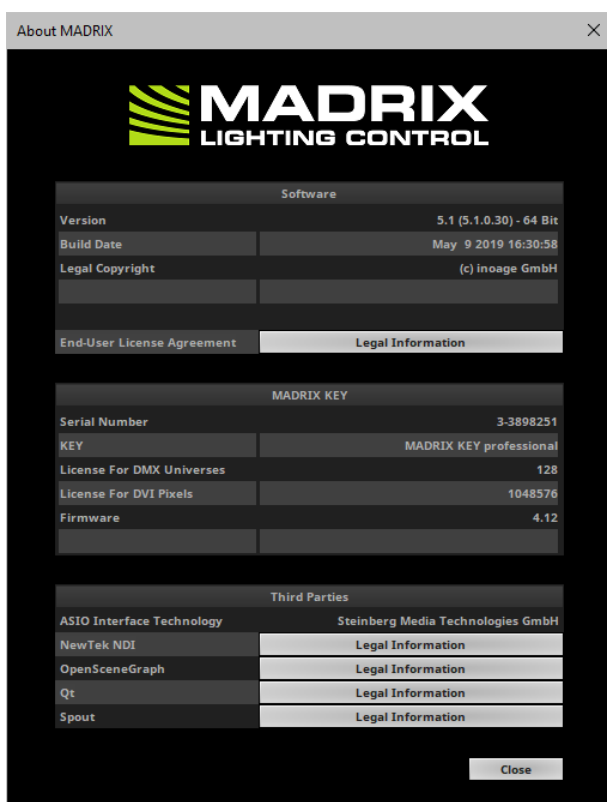 About MADRIX
MADRIX
LIGHTING CONTROL
Software
Version 5.1 (5.1.0.30) - 64 Bit
Build Date May 9 2019 16:30:58
Legal Copyright (c) inoage GmbH
End-User License Agreement Legal Information
MADRIX KEY
Serial Number 3-3898251
KEY MADRIX KEY professional
License For DMX Universes 128
License For DVI Pixels 1048576
Firmware 4.12
Third Parties
ASIO Interface Technology Steinberg Media Technologies GmbH
NewTek NDI Legal Information
OpenSceneGraph Legal Information
Qt Legal Information
Spout Legal Information
Close